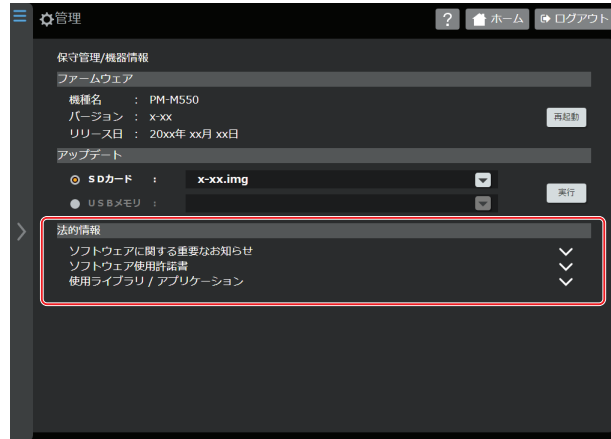 管理 ? ホーム ログアウト
保守管理/機器情報
ファームウェア
機種名 : PM-M550
バージョン : x-xx
再起動
リリース日 : 20xx年 xx月 xx日
アップデート
SDカード : x-xx.img
実行
USBメモリ :
法的情報
ソフトウェアに関する重要なお知らせ
ソフトウェア使用許諾書
使用ライブラリ / アプリケーション